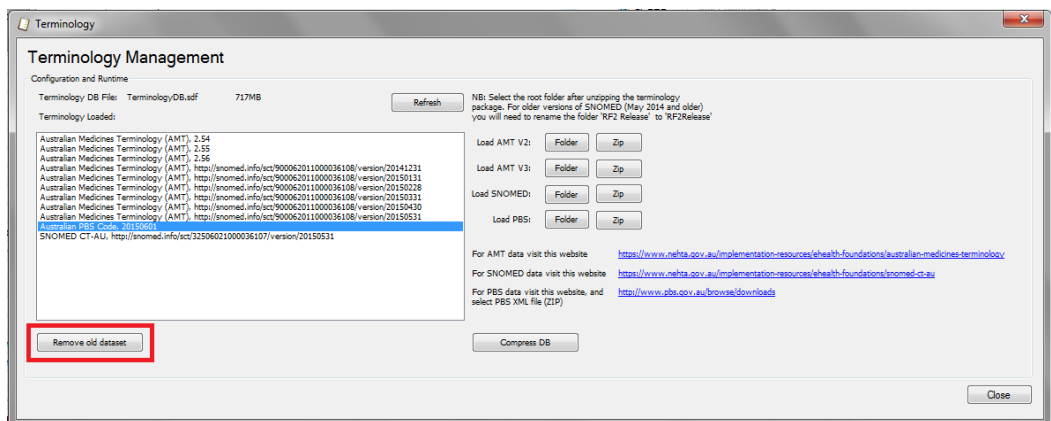 Terminology
Terminology Management
Configuration and Runtime
Terminology DB File: TerminologyDB.sdf 717MB
Refresh
Terminology Loaded:
Australian Medicines Terminology (AMT), 2.54
Australian Medicines Terminology (AMT), 2.55
Australian Medicines Terminology (AMT), 2.56
Australian Medicines Terminology (AMT), http://snomed.info/sct/900062011000036108/version/20141231
Australian Medicines Terminology (AMT), http://snomed.info/sct/900062011000036108/version/20150131
Australian Medicines Terminology (AMT), http://snomed.info/sct/900062011000036108/version/20150228
Australian Medicines Terminology (AMT), http://snomed.info/sct/900062011000036108/version/20150331
Australian Medicines Terminology (AMT), http://snomed.info/sct/900062011000036108/version/20150430
Australian Medicines Terminology (AMT), http://snomed.info/sct/900062011000036108/version/20150531
Australian PBS Code, 20150601
SNOMED CT-AU, http://snomed.info/sct/32506021000036107/version/20150531
Remove old dataset
NB: Select the root folder after unzipping the terminology
package. For older versions of SNOMED (May 2014 and older)
you will need to rename the folder 'RF2 Release' to 'RF2Release'
Load AMT V2: Folder Zip
Load AMT V3: Folder Zip
Load SNOMED: Folder Zip
Load PBS: Folder Zip
For AMT data visit this website https://www.nehta.gov.au/implementation-resources/ehealth-foundations/australian-medicines-terminology
For SNOMED data visit this website https://www.nehta.gov.au/implementation-resources/ehealth-foundations/snomed-ct-au
For PBS data visit this website, and http://www.pbs.gov.au/browse/downloads
select PBS XML file (ZIP)
Compress DB
Close